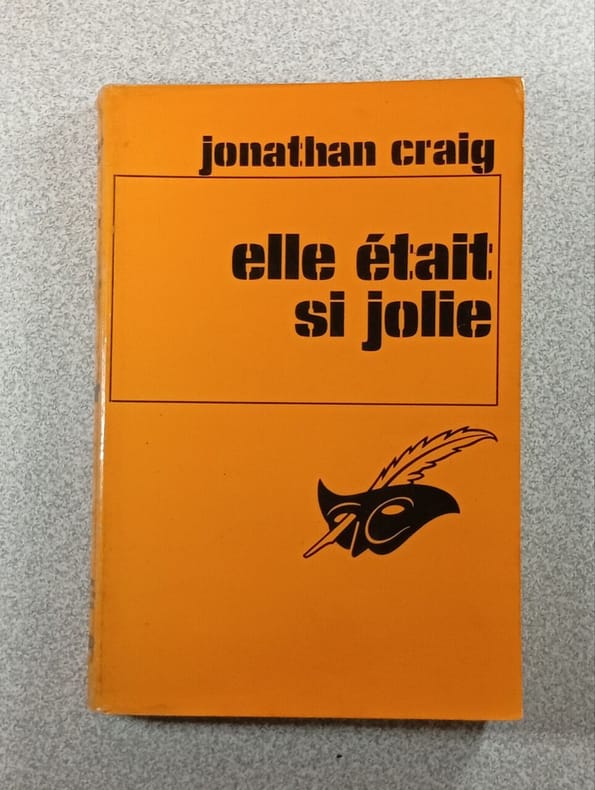 jonathan craig
elle était
si jolie